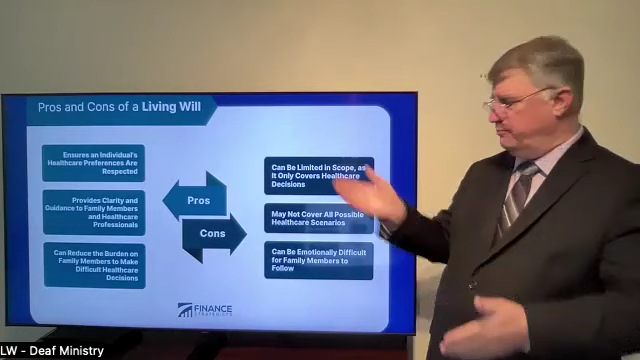 Pros and Cons of a Living Will
Ensures an Individual's
Healthcare Preferences Are
Respected
Provides Clarity and
Guidance to Family Members
and Healthcare
Professionals
Can Reduce the Burden on
Family Members to Make
Difficult Healthcare
Decisions
Pros
Cons
Can Be Limited in Scope, as
It Only Covers Healthcare
Decisions
May Not Cover All Possible
Healthcare Scenarios
Can Be Emotionally Difficult
for Family Members to
Follow
FINANCE
STRATEGISTS
LW - Deaf Ministry